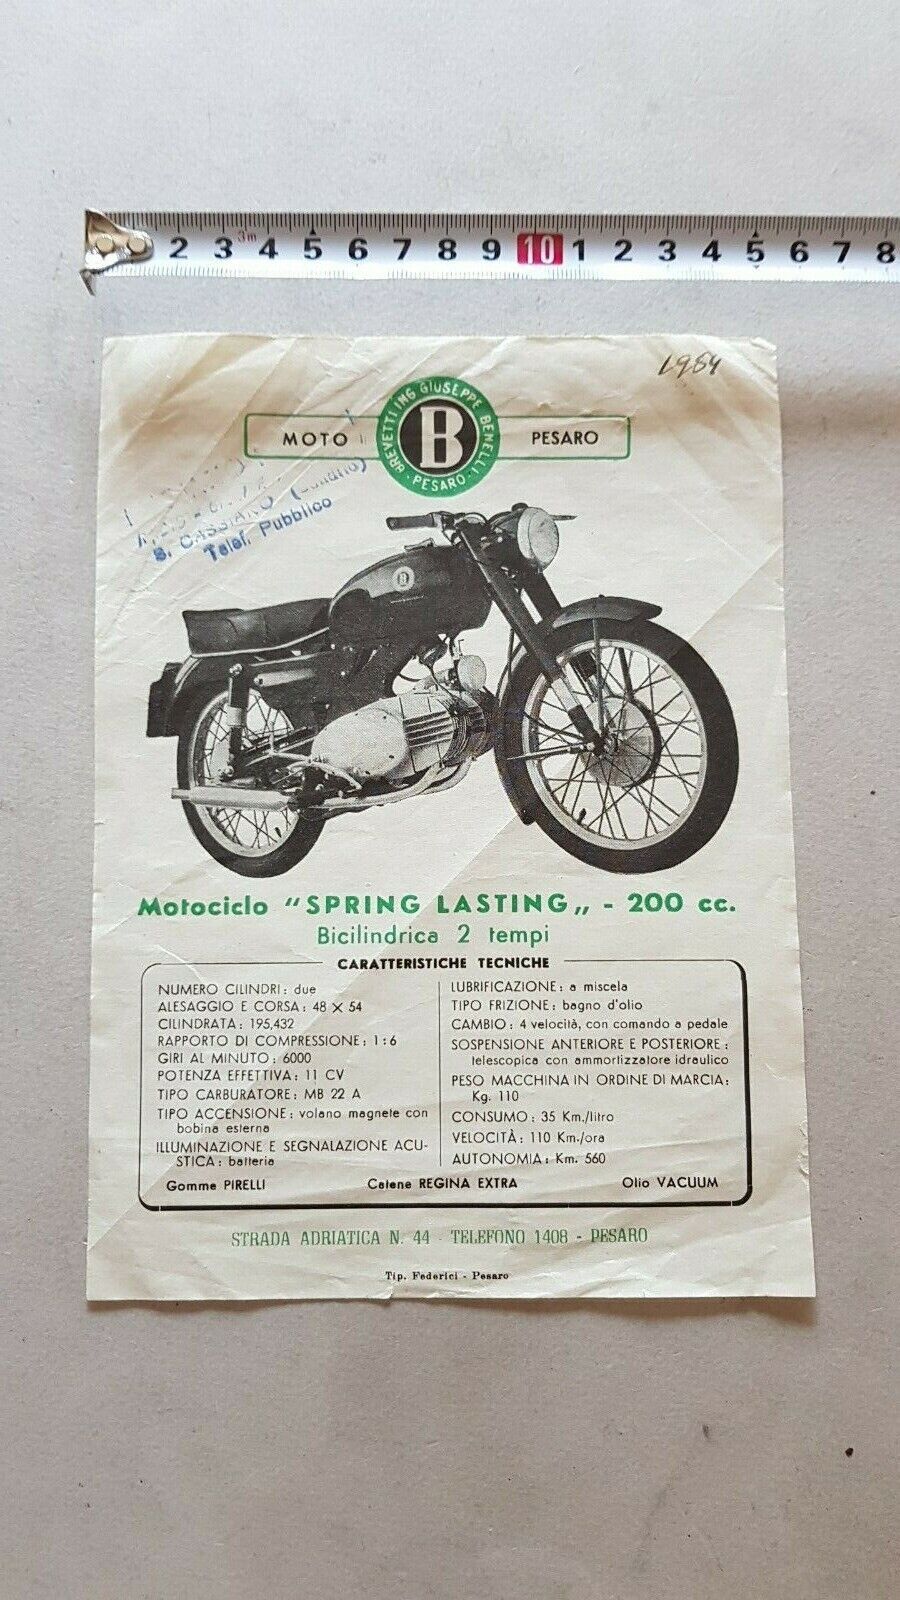 2 3 3m 4 5 6 7 8 9 10 1 2 3 4 5 6 7 8
1954
MOTO
BREVETTI ING GIUSEPPE BENELLI
B
· PESARO ·
PESARO
S. CASSIANO (Sondrio)
Telef. Pubblico
B
Motociclo "SPRING LASTING„ - 200 cc.
Bicilindrica 2 tempi
CARATTERISTICHE TECNICHE
NUMERO CILINDRI: due
ALESAGGIO E CORSA: 48 × 54
CILINDRATA: 195,432
RAPPORTO DI COMPRESSIONE: 1:6
GIRI AL MINUTO: 6000
POTENZA EFFETTIVA: 11 CV
TIPO CARBURATORE: MB 22 A
TIPO ACCENSIONE: volano magnete con
bobina esterna
ILLUMINAZIONE E SEGNALAZIONE ACU-
STICA: batteria
LUBRIFICAZIONE: a miscela
TIPO FRIZIONE: bagno d'olio
CAMBIO: 4 velocità, con comando a pedale
SOSPENSIONE ANTERIORE E POSTERIORE:
telescopica con ammortizzatore idraulico
PESO MACCHINA IN ORDINE DI MARCIA:
Kg. 110
CONSUMO: 35 Km./litro
VELOCITÀ: 110 Km./ora
AUTONOMIA: Km. 560
Gomme PIRELLI Catene REGINA EXTRA Olio VACUUM
STRADA ADRIATICA N. 44 - TELEFONO 1408 - PESARO
Tip. Federici - Pesaro